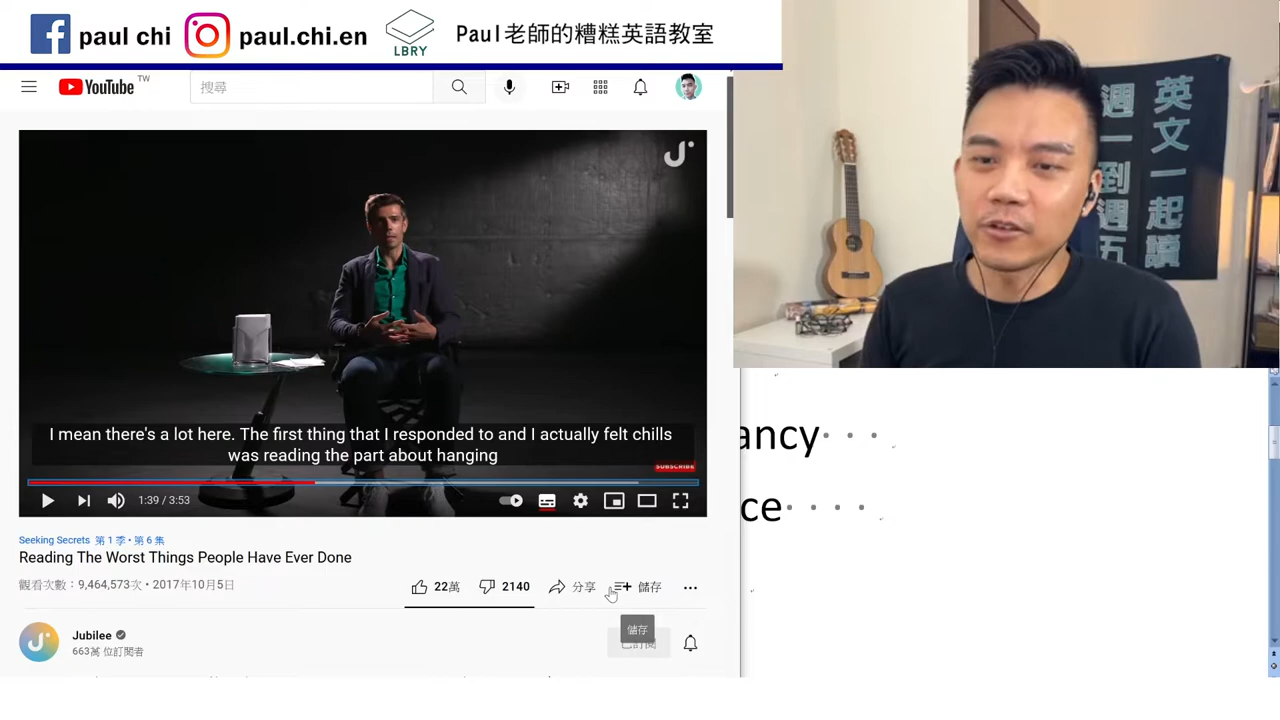 paul chi
paul.chi.en
LBRY
Paul老師的糟糕英語教室
YouTube TW
搜尋
英文一起讀
週一到週五
I mean there's a lot here. The first thing that I responded to and I actually felt chills
was reading the part about hanging
SUBSCRIBE
1:39 / 3:53
ancy
ce
Seeking Secrets 第 1 季 • 第 6 集
Reading The Worst Things People Have Ever Done
觀看次數：9,464,573次 • 2017年10月5日
22萬
2140
分享
儲存
儲存
Jubilee
已訂閱
663萬 位訂閱者